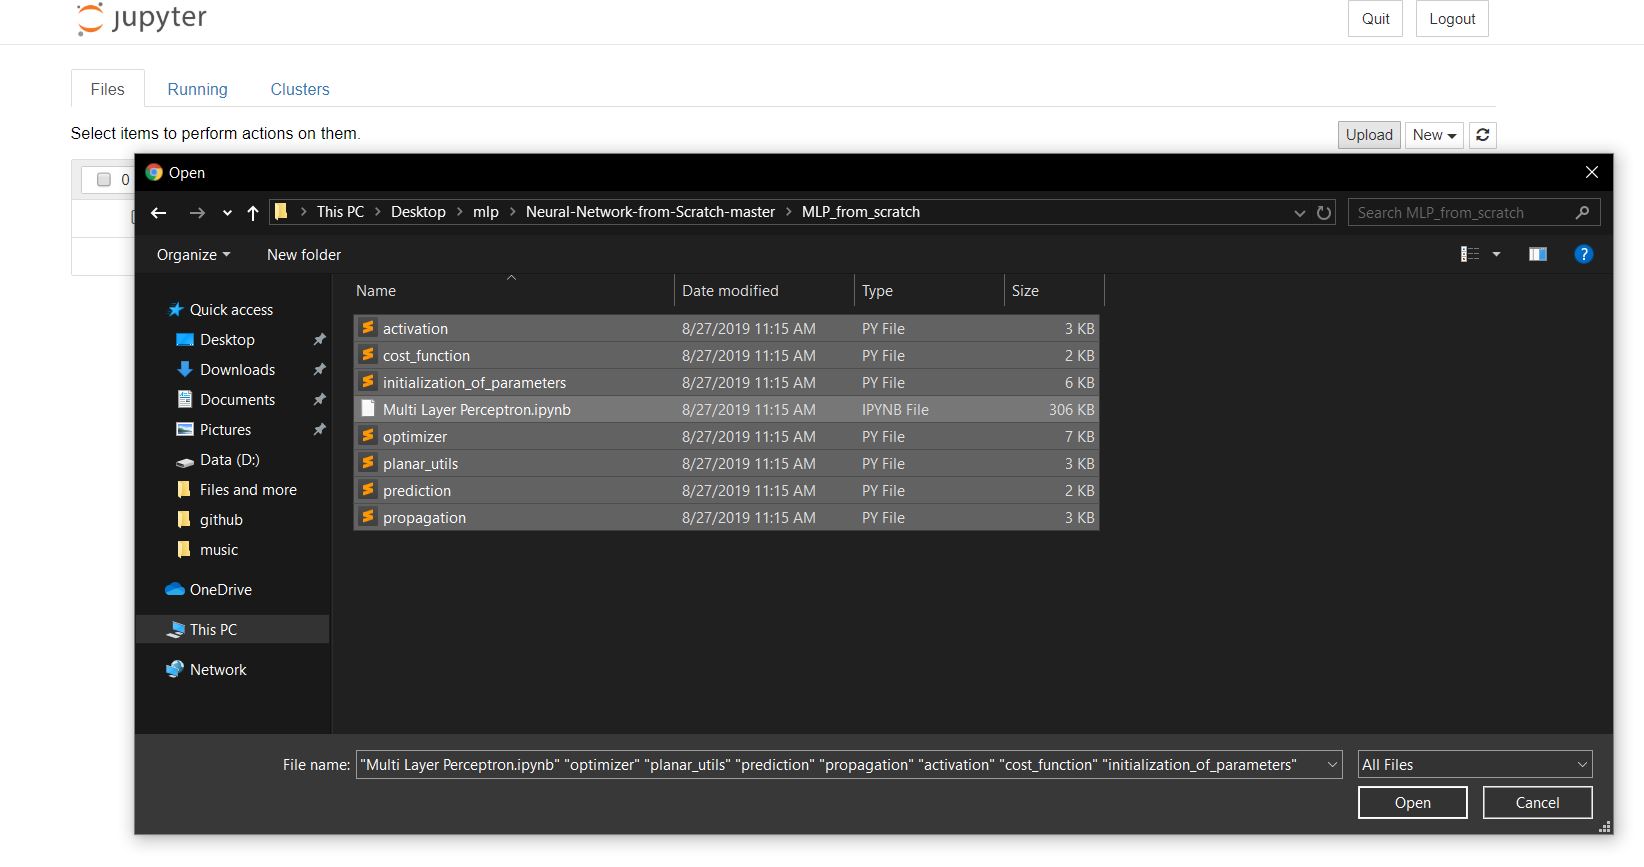 jupyter
Quit Logout
Files Running Clusters
Select items to perform actions on them.
Upload New
0
Open
This PC Desktop mlp Neural-Network-from-Scratch-master MLP_from_scratch Search MLP_from_scratch
Organize New folder
Name Date modified Type Size
Quick access
Desktop
Downloads
Documents
Pictures
Data (D:)
Files and more
github
music
OneDrive
This PC
Network
activation 8/27/2019 11:15 AM PY File 3 KB
cost_function 8/27/2019 11:15 AM PY File 2 KB
initialization_of_parameters 8/27/2019 11:15 AM PY File 6 KB
Multi Layer Perceptron.ipynb 8/27/2019 11:15 AM IPYNB File 306 KB
optimizer 8/27/2019 11:15 AM PY File 7 KB
planar_utils 8/27/2019 11:15 AM PY File 3 KB
prediction 8/27/2019 11:15 AM PY File 2 KB
propagation 8/27/2019 11:15 AM PY File 3 KB
File name: "Multi Layer Perceptron.ipynb" "optimizer" "planar_utils" "prediction" "propagation" "activation" "cost_function" "initialization_of_parameters" All Files
Open Cancel